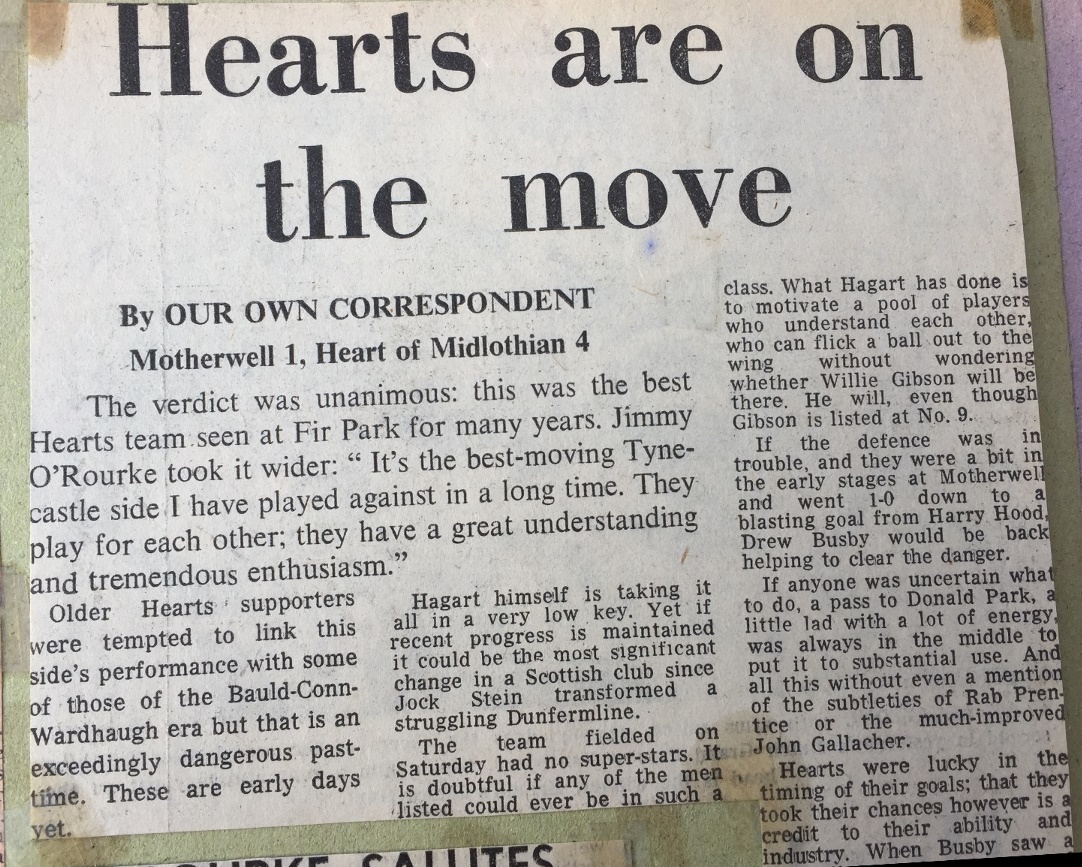 Hearts are on
the move
By OUR OWN CORRESPONDENT
Motherwell 1, Heart of Midlothian 4
The verdict was unanimous: this was the best
Hearts team seen at Fir Park for many years. Jimmy
O'Rourke took it wider: “ It's the best-moving Tyne-
castle side I have played against in a long time. They
play for each other; they have a great understanding
and tremendous enthusiasm.”
Older Hearts supporters
were tempted to link this
side's performance with some
of those of the Bauld-Conn-
Wardhaugh era but that is an
exceedingly dangerous past-
time. These are early days
yet.
Hagart himself is taking it
all in a very low key. Yet if
recent progress is maintained
it could be the most significant
change in a Scottish club since
Jock Stein transformed a
struggling Dunfermline.
The team fielded on
Saturday had no super-stars. It
is doubtful if any of the men
listed could ever be in such a
class. What Hagart has done is
to motivate a pool of players
who understand each other,
who can flick a ball out to the
wing without wondering
whether Willie Gibson will be
there. He will, even though
Gibson is listed at No. 9.
If the defence was in
trouble, and they were a bit in
the early stages at Motherwell
and went 1-0 down to a
blasting goal from Harry Hood,
Drew Busby would be back
helping to clear the danger.
If anyone was uncertain what
to do, a pass to Donald Park, a
little lad with a lot of energy,
was always in the middle to
put it to substantial use. And
all this without even a mention
of the subtleties of Rab Pren-
tice or the much-improved
John Gallacher.
Hearts were lucky in the
timing of their goals; that they
took their chances however is a
credit to their ability and
industry. When Busby saw a
SALUTES